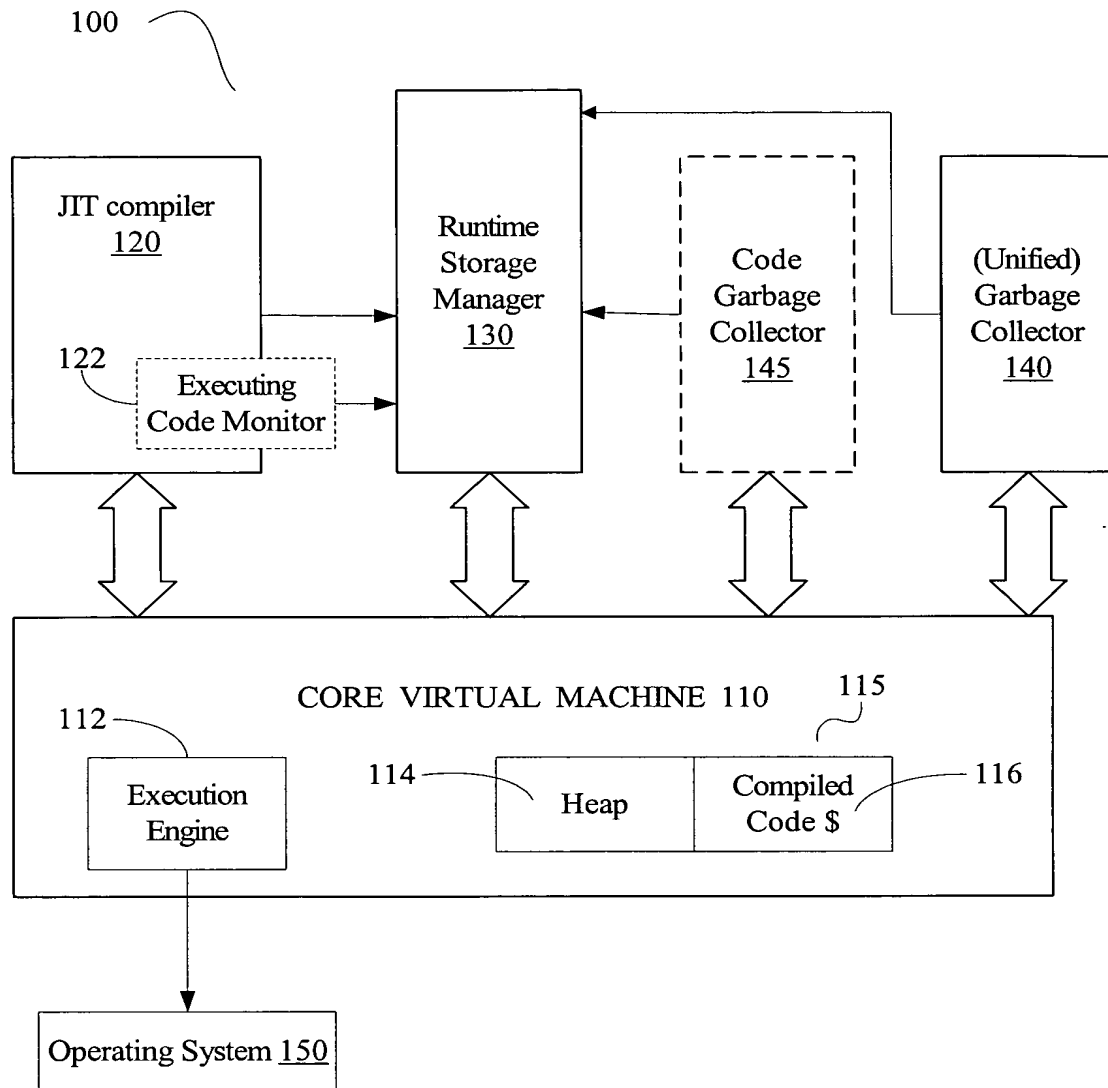 100
JIT compiler
120
122
Executing
Code Monitor
Runtime
Storage
Manager
130
Code
Garbage
Collector
145
(Unified)
Garbage
Collector
140
CORE VIRTUAL MACHINE 110
112
Execution
Engine
115
114
Heap
Compiled
Code $
116
Operating System 150